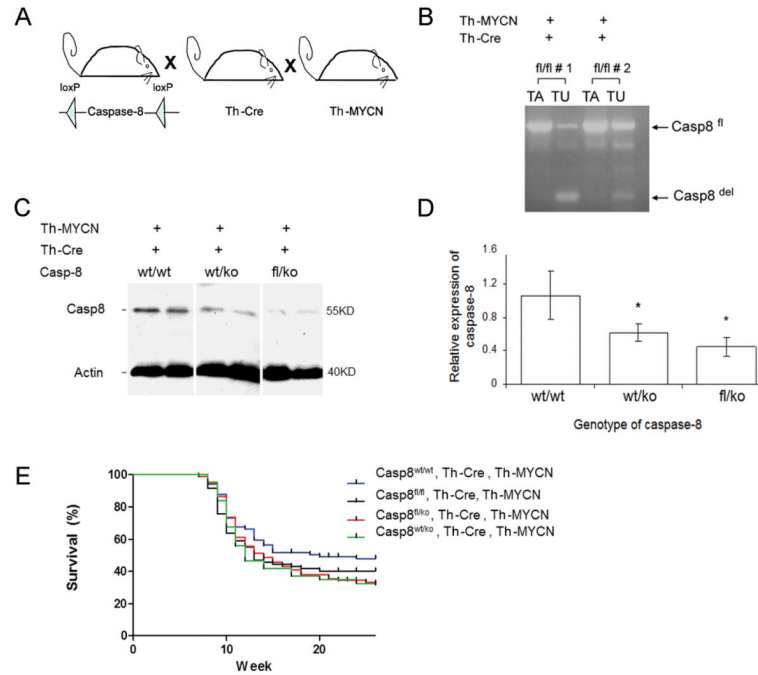 A
X
X
loxP
loxP
Caspase-8
Th-Cre
Th-MYCN
B
Th-MYCN + +
Th-Cre + +
fl/fl # 1 fl/fl # 2
TA TU TA TU
Casp8 fl
Casp8 del
C
Th-MYCN + + +
Th-Cre + + +
Casp-8 wt/wt wt/ko fl/ko
Casp8 - 55KD
Actin - 40KD
D
Relative expression of
caspase-8
1.6
1.2
0.8
0.4
0
*
*
wt/wt wt/ko fl/ko
Genotype of caspase-8
E
Survival (%)
100
80
60
40
20
0
0 10 20
Week
Casp8wt/wt, Th-Cre , Th-MYCN
Casp8fl/fl, Th-Cre, Th-MYCN
Casp8fl/ko, Th-Cre , Th-MYCN
Casp8wt/ko, Th-Cre , Th-MYCN